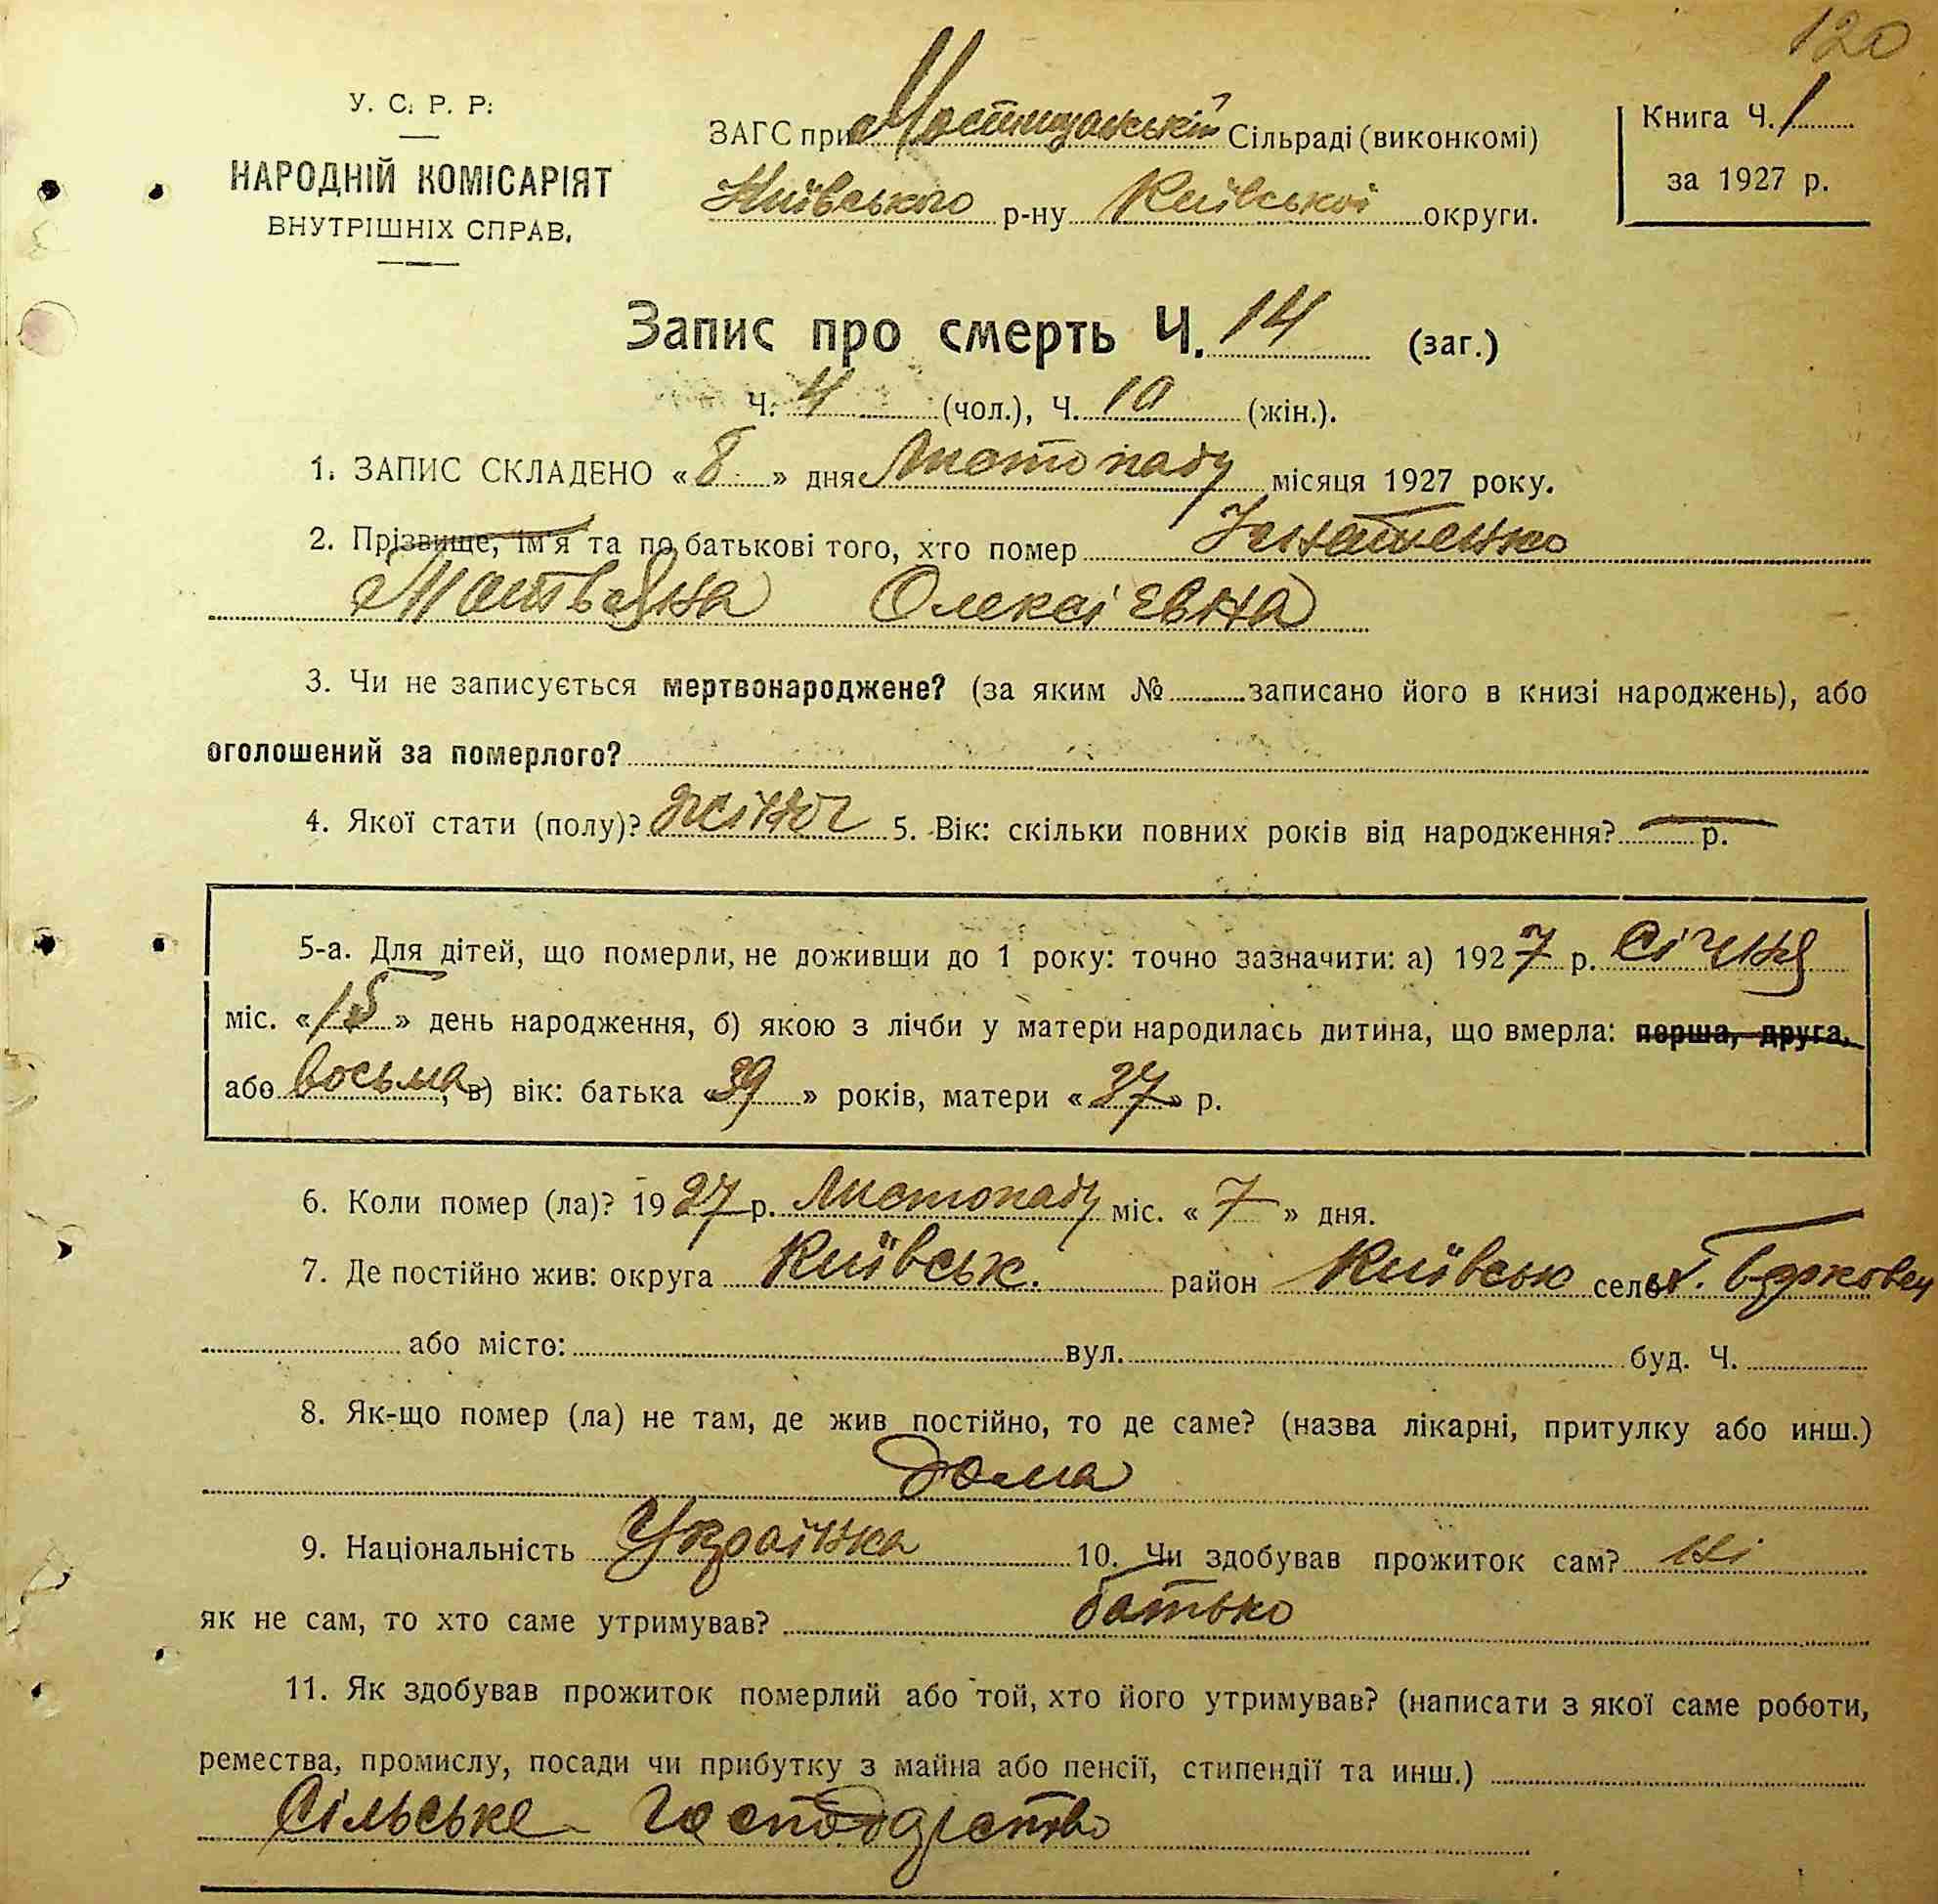 120
У. С. Р. Р.
НАРОДНІЙ КОМІСАРІЯТ
ВНУТРІШНІХ СПРАВ.
ЗАГС при Сільраді (виконкомі)
Київського р-ну Київської округи.
Книга Ч. 1
за 1927 р.
Запис про смерть Ч. 14 (заг.)
Ч. 4 (чол.), Ч. 10 (жін.).
1. ЗАПИС СКЛАДЕНО « 8 » дня Листопаду місяця 1927 року.
2. Прізвище, ім'я та по батькові того, хто помер Ігнатенко
Олексієвна
3. Чи не записується мертвонароджене? (за яким № записано його в книзі народжень), або
оголошений за померлого?
4. Якої стати (полу)? жіноч 5. Вік: скільки повних років від народження? р.
5-а. Для дітей, що померли, не доживши до 1 року: точно зазначити: а) 1927 р. Січня
міс. « 15 » день народження, б) якою з лічби у матери народилась дитина, що вмерла: перша, друга,
або восьма, в) вік: батька « 39 » років, матери « 37 » р.
6. Коли помер (ла)? 1927 р. Листопаду міс. « 7 » дня.
7. Де постійно жив: округа Київськ. район Київськ село х. Берковец
або місто: вул. буд. Ч.
8. Як-що помер (ла) не там, де жив постійно, то де саме? (назва лікарні, притулку або инш.)
дома
9. Національність Українка 10. Чи здобував прожиток сам? ні
як не сам, то хто саме утримував? батько
11. Як здобував прожиток померлий або той, хто його утримував? (написати з якої саме роботи,
ремества, промислу, посади чи прибутку з майна або пенсії, стипендії та инш.)
Сільське господарство